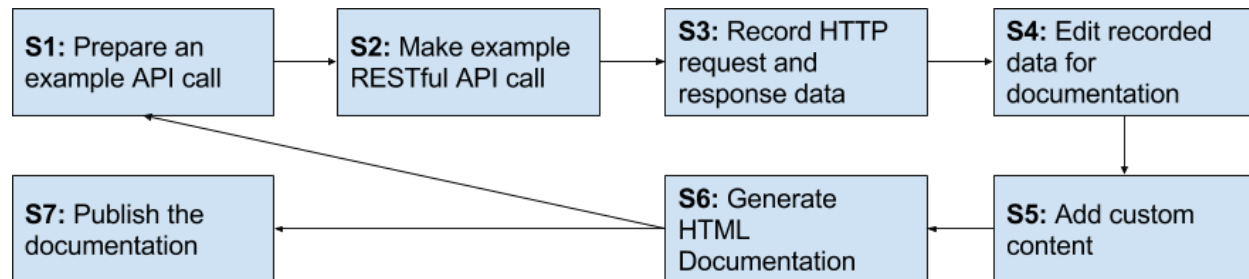 S1: Prepare an
example API call
S2: Make example
RESTful API call
S3: Record HTTP
request and
response data
S4: Edit recorded
data for
documentation
S5: Add custom
content
S6: Generate
HTML
Documentation
S7: Publish the
documentation